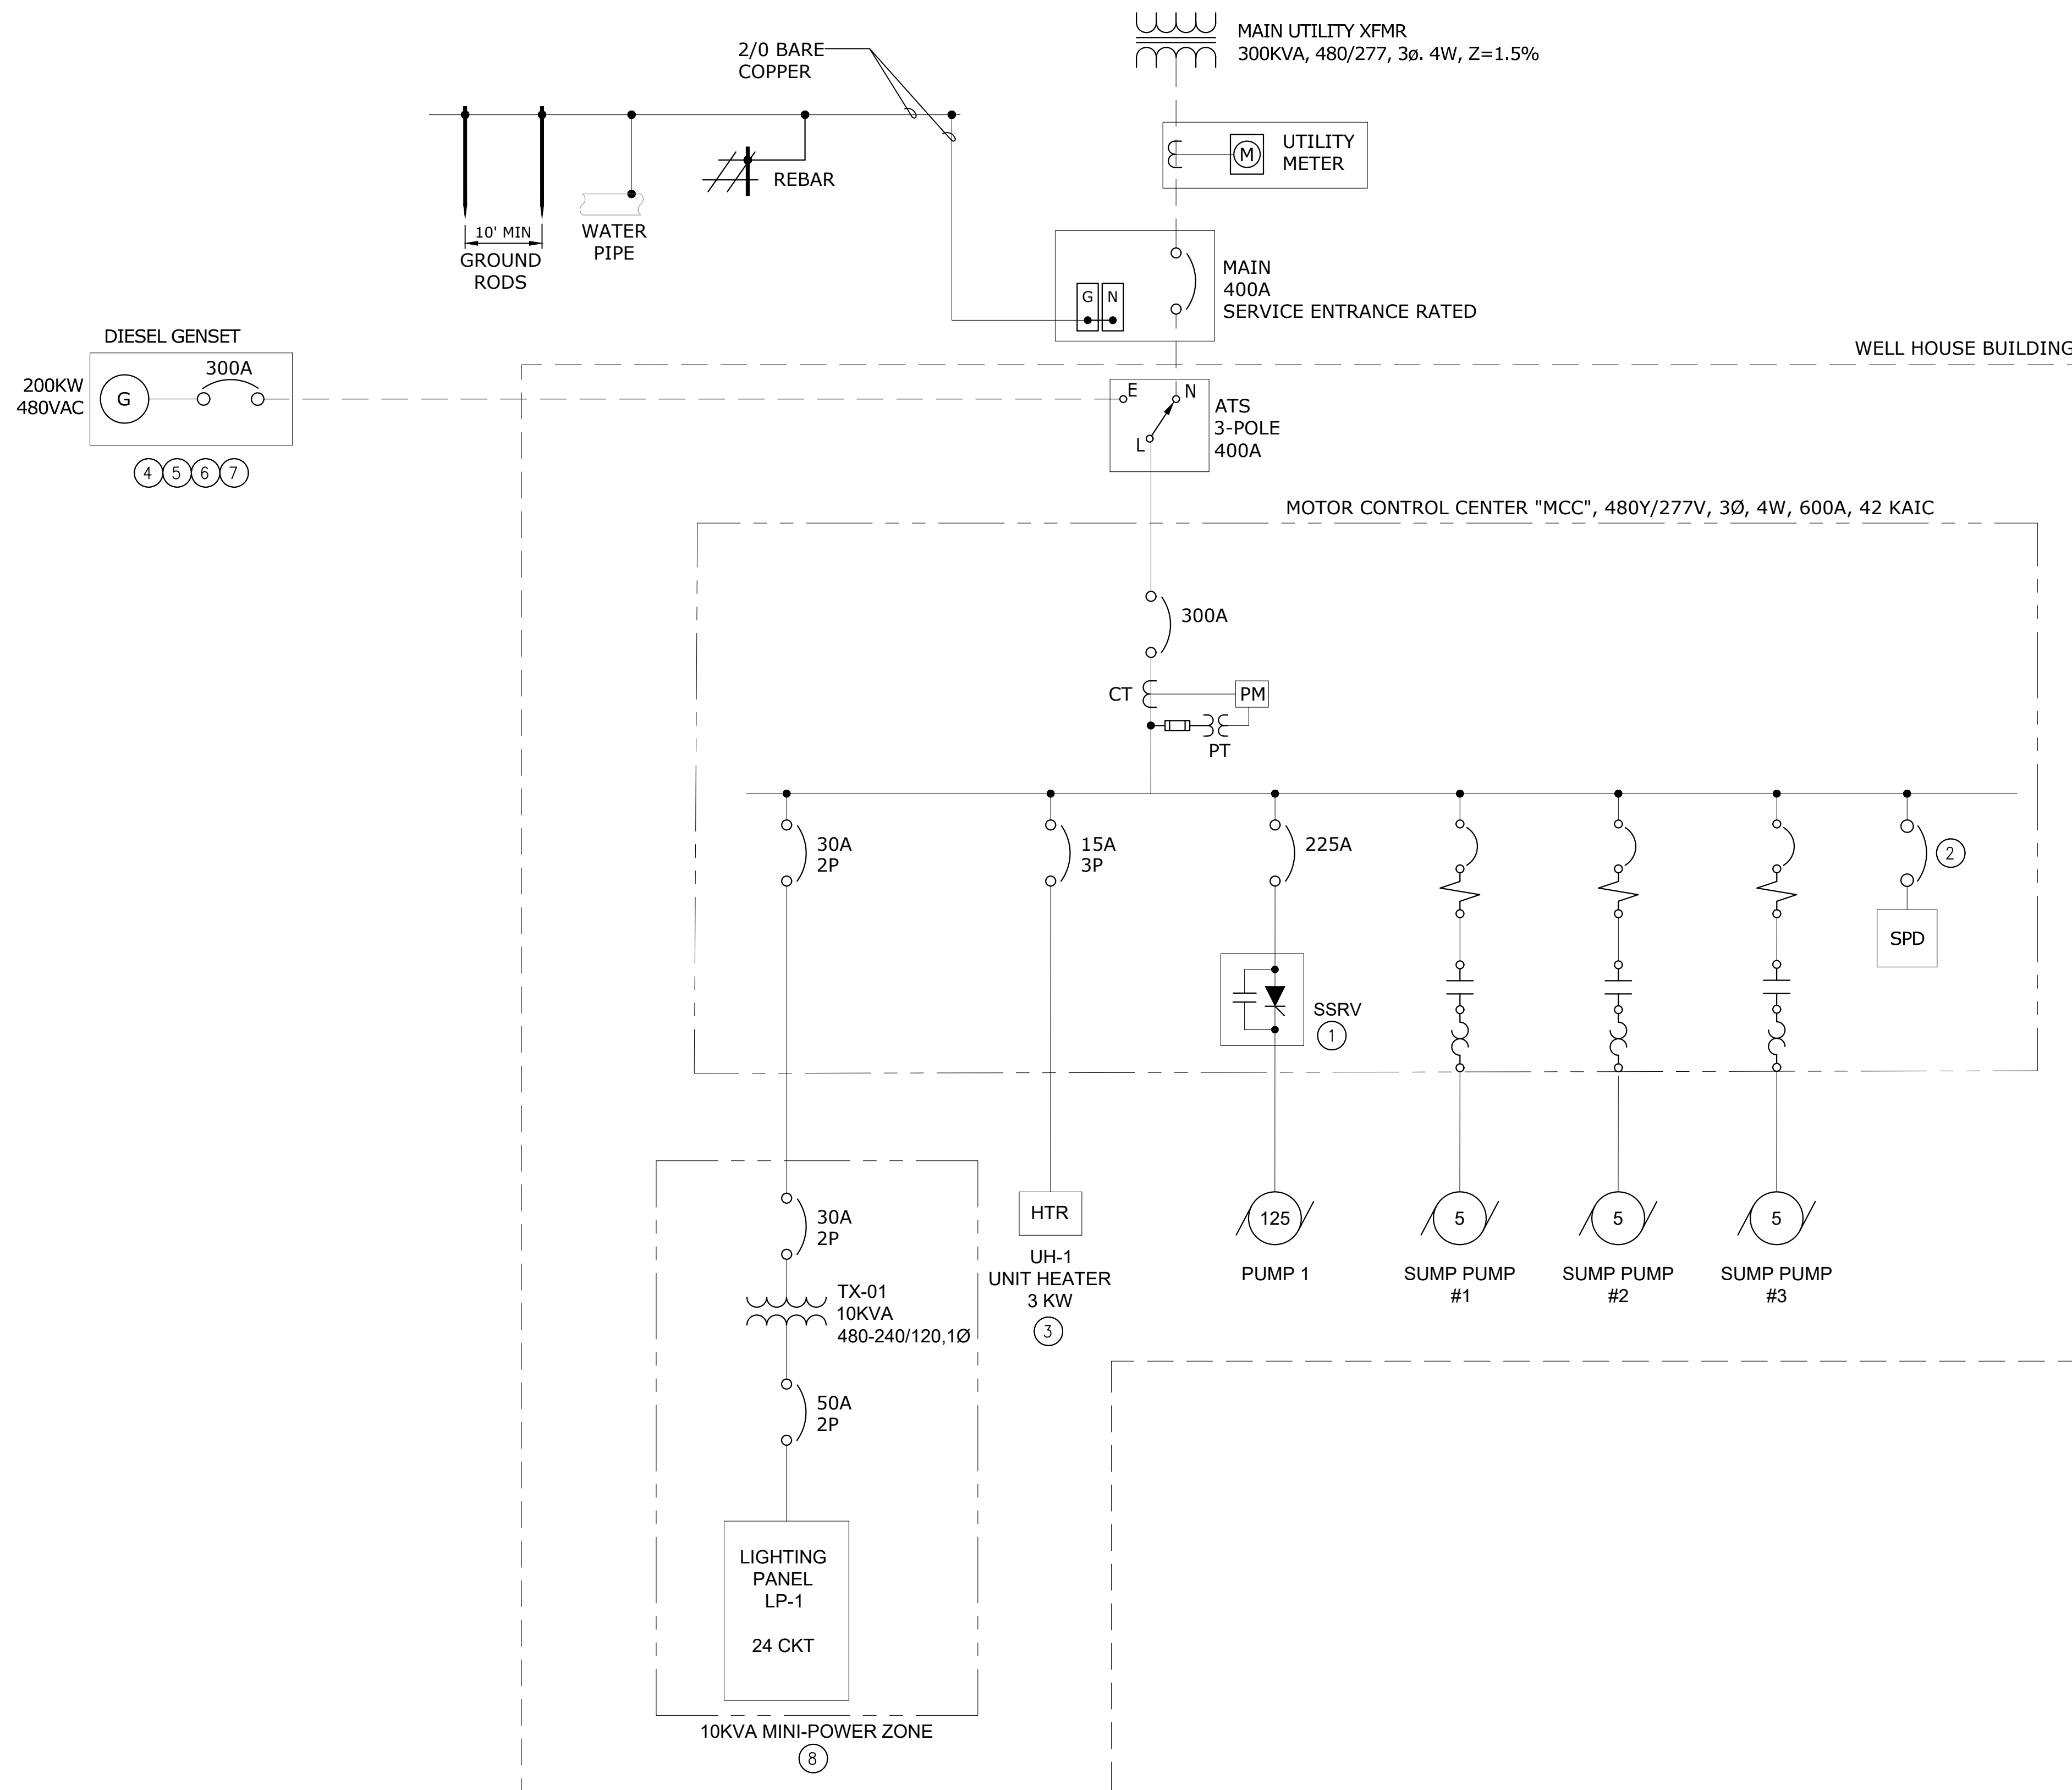 MAIN UTILITY XFMR
300KVA, 480/277, 3ø. 4W, Z=1.5%
2/0 BARE
COPPER
UTILITY
METER
M
REBAR
10' MIN
GROUND
RODS
WATER
PIPE
MAIN
400A
SERVICE ENTRANCE RATED
G N
DIESEL GENSET
300A
200KW
480VAC
G
4 5 6 7
WELL HOUSE BUILDING
E N
L
ATS
3-POLE
400A
MOTOR CONTROL CENTER "MCC", 480Y/277V, 3Ø, 4W, 600A, 42 KAIC
300A
CT
PM
PT
30A
2P
15A
3P
225A
2
SPD
SSRV
1
30A
2P
TX-01
10KVA
480-240/120,1Ø
50A
2P
LIGHTING
PANEL
LP-1
24 CKT
10KVA MINI-POWER ZONE
8
HTR
UH-1
UNIT HEATER
3 KW
3
125
PUMP 1
5
SUMP PUMP
#1
5
SUMP PUMP
#2
5
SUMP PUMP
#3